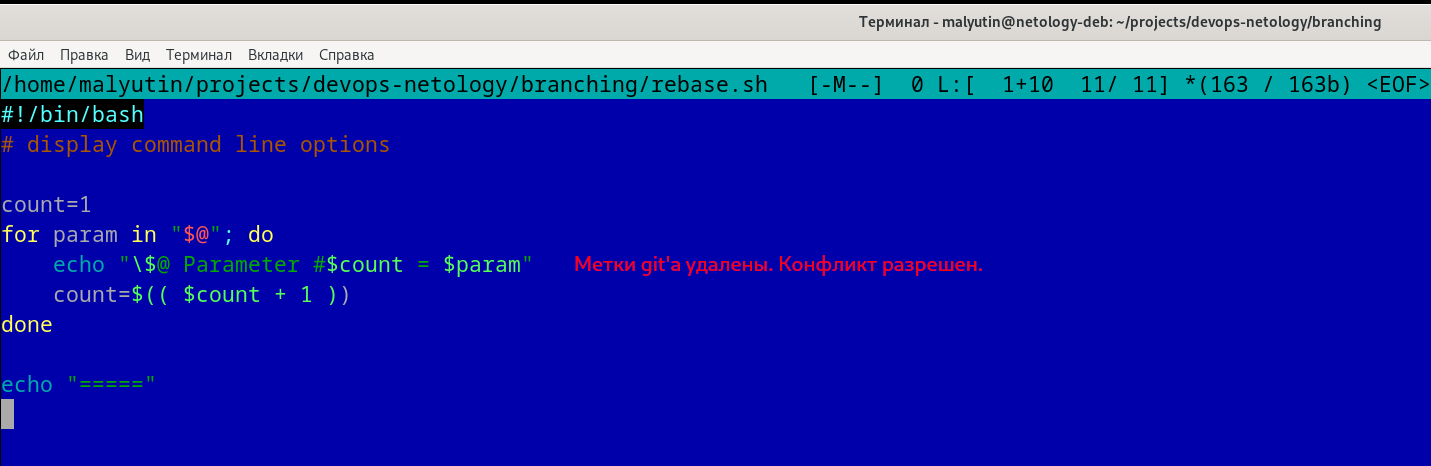 Терминал - malyutin@netology-deb: ~/projects/devops-netology/branching
Файл Правка Вид Терминал Вкладки Справка
/home/malyutin/projects/devops-netology/branching/rebase.sh [-M--] 0 L:[ 1+10 11/ 11] *(163 / 163b) <EOF>
#!/bin/bash
# display command line options

count=1
for param in "$@"; do
    echo "\$@ Parameter #$count = $param" Метки git'а удалены. Конфликт разрешен.
    count=$(( $count + 1 ))
done

echo "====="